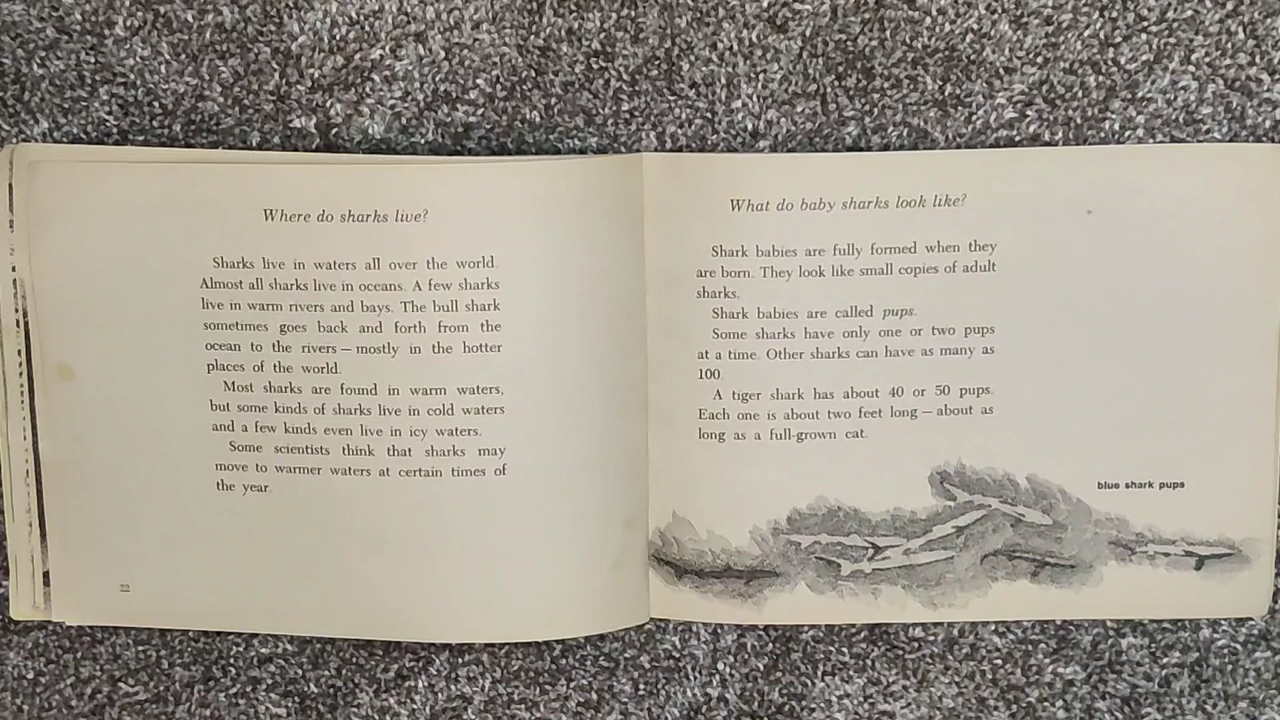 Where do sharks live?
Sharks live in waters all over the world.
Almost all sharks live in oceans. A few sharks
live in warm rivers and bays. The bull shark
sometimes goes back and forth from the
ocean to the rivers — mostly in the hotter
places of the world.
Most sharks are found in warm waters,
but some kinds of sharks live in cold waters
and a few kinds even live in icy waters.
Some scientists think that sharks may
move to warmer waters at certain times of
the year.
22
What do baby sharks look like?
Shark babies are fully formed when they
are born. They look like small copies of adult
sharks.
Shark babies are called pups.
Some sharks have only one or two pups
at a time. Other sharks can have as many as
100.
A tiger shark has about 40 or 50 pups.
Each one is about two feet long — about as
long as a full-grown cat.
blue shark pups